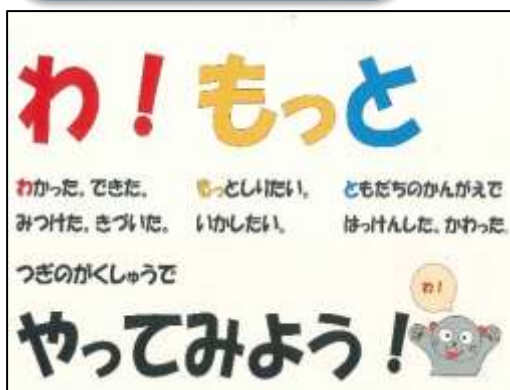 わ！もっと
わかった。できた。 もっとしりたい。 ともだちのかんがえで
みつけた。きづいた。 いかしたい。 はっけんした。かわった。
つぎのがくしゅうで
わ！
やってみよう！